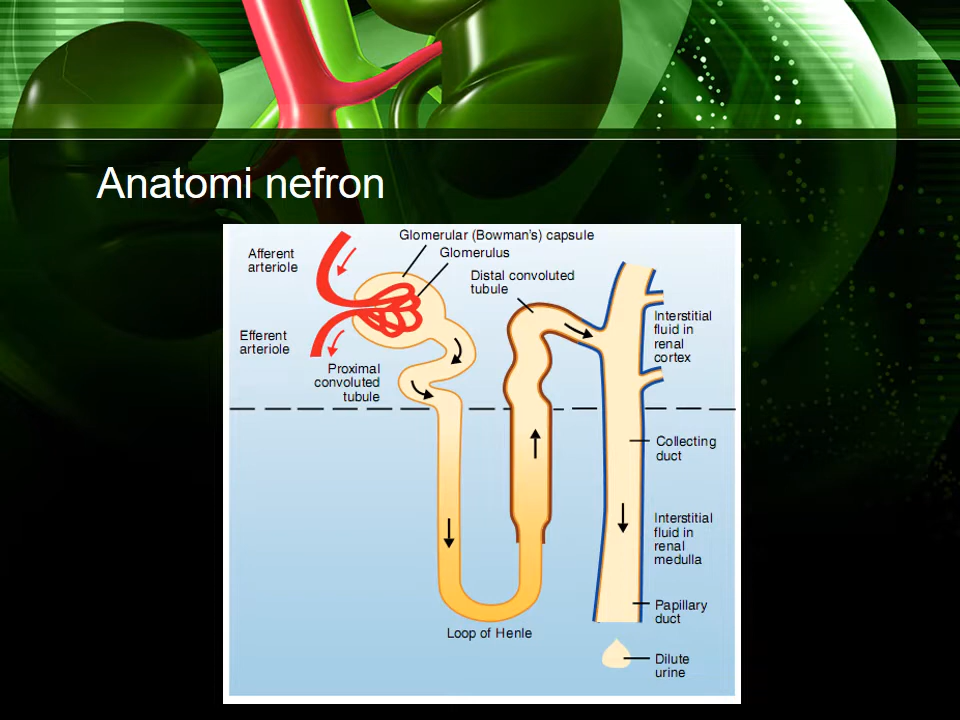 Anatomi nefron
Glomerular (Bowman's) capsule
Afferent
arteriole
Glomerulus
Distal convoluted
tubule
Efferent
arteriole
Interstitial
fluid in
renal
cortex
Proximal
convoluted
tubule
Collecting
duct
Interstitial
fluid in
renal
medulla
Papillary
duct
Loop of Henle
Dilute
urine